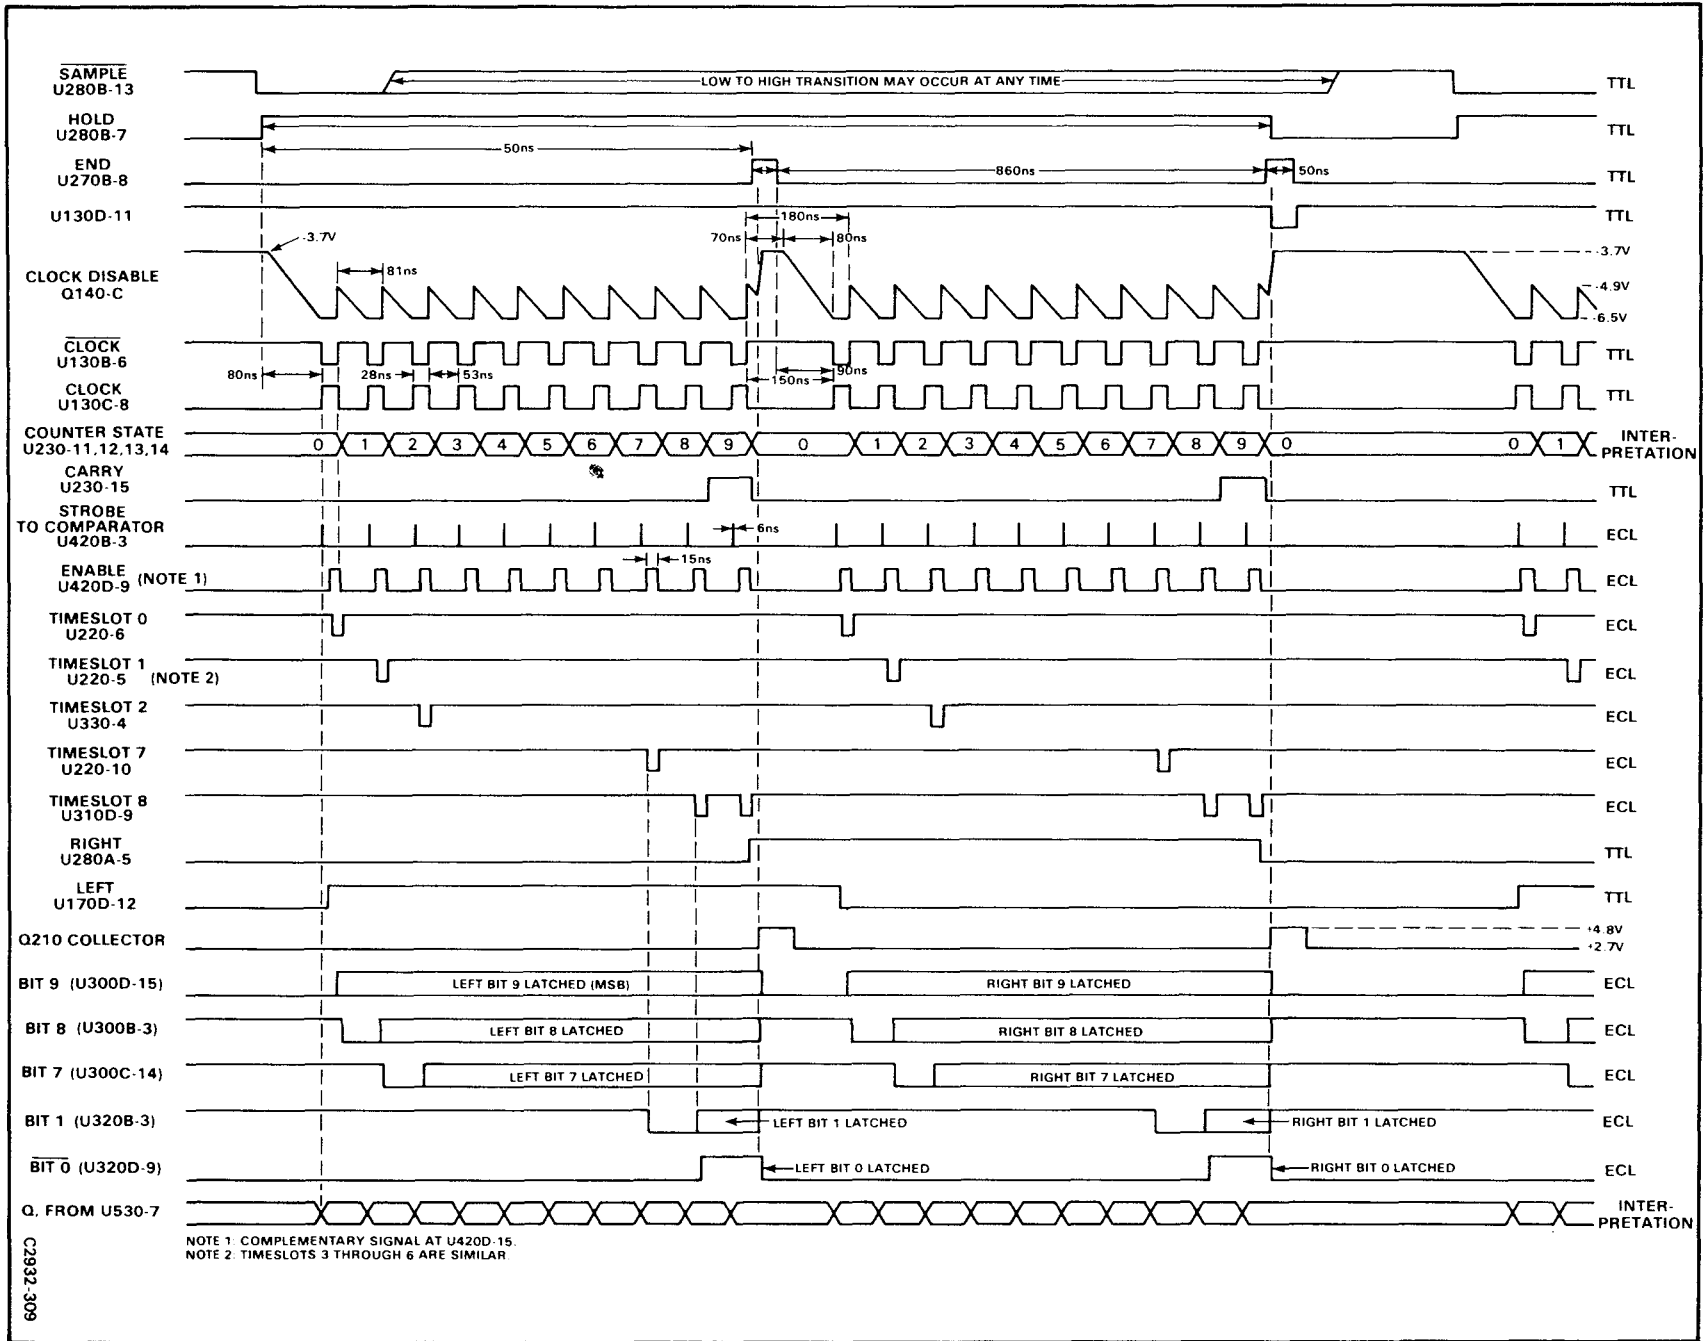 SAMPLE
U280B-13
LOW TO HIGH TRANSITION MAY OCCUR AT ANY TIME
TTL
HOLD
U280B-7
TTL
50ns
END
U270B-8
860ns
50ns
TTL
U130D-11
180ns
TTL
70ns
80ns
-3.7V
-3.7V
CLOCK DISABLE
Q140-C
81ns
-4.9V
-6.5V
CLOCK
U130B-6
TTL
80ns
28ns
53ns
90ns
150ns
CLOCK
U130C-8
TTL
COUNTER STATE
U230-11,12,13,14
0 1 2 3 4 5 6 7 8 9 0 1 2 3 4 5 6 7 8 9 0 0 1
INTER-
PRETATION
CARRY
U230-15
TTL
STROBE
TO COMPARATOR
U420B-3
6ns
ECL
15ns
ENABLE (NOTE 1)
U420D-9
ECL
TIMESLOT 0
U220-6
ECL
TIMESLOT 1
U220-5 (NOTE 2)
ECL
TIMESLOT 2
U330-4
ECL
TIMESLOT 7
U220-10
ECL
TIMESLOT 8
U310D-9
ECL
RIGHT
U280A-5
TTL
LEFT
U170D-12
TTL
Q210 COLLECTOR
+4.8V
+2.7V
BIT 9 (U300D-15)
LEFT BIT 9 LATCHED (MSB)
RIGHT BIT 9 LATCHED
ECL
BIT 8 (U300B-3)
LEFT BIT 8 LATCHED
RIGHT BIT 8 LATCHED
ECL
BIT 7 (U300C-14)
LEFT BIT 7 LATCHED
RIGHT BIT 7 LATCHED
ECL
BIT 1 (U320B-3)
LEFT BIT 1 LATCHED
RIGHT BIT 1 LATCHED
ECL
BIT 0 (U320D-9)
LEFT BIT 0 LATCHED
RIGHT BIT 0 LATCHED
ECL
Q, FROM U530-7
INTER-
PRETATION
NOTE 1: COMPLEMENTARY SIGNAL AT U420D-15.
NOTE 2: TIMESLOTS 3 THROUGH 6 ARE SIMILAR.
C2932-309